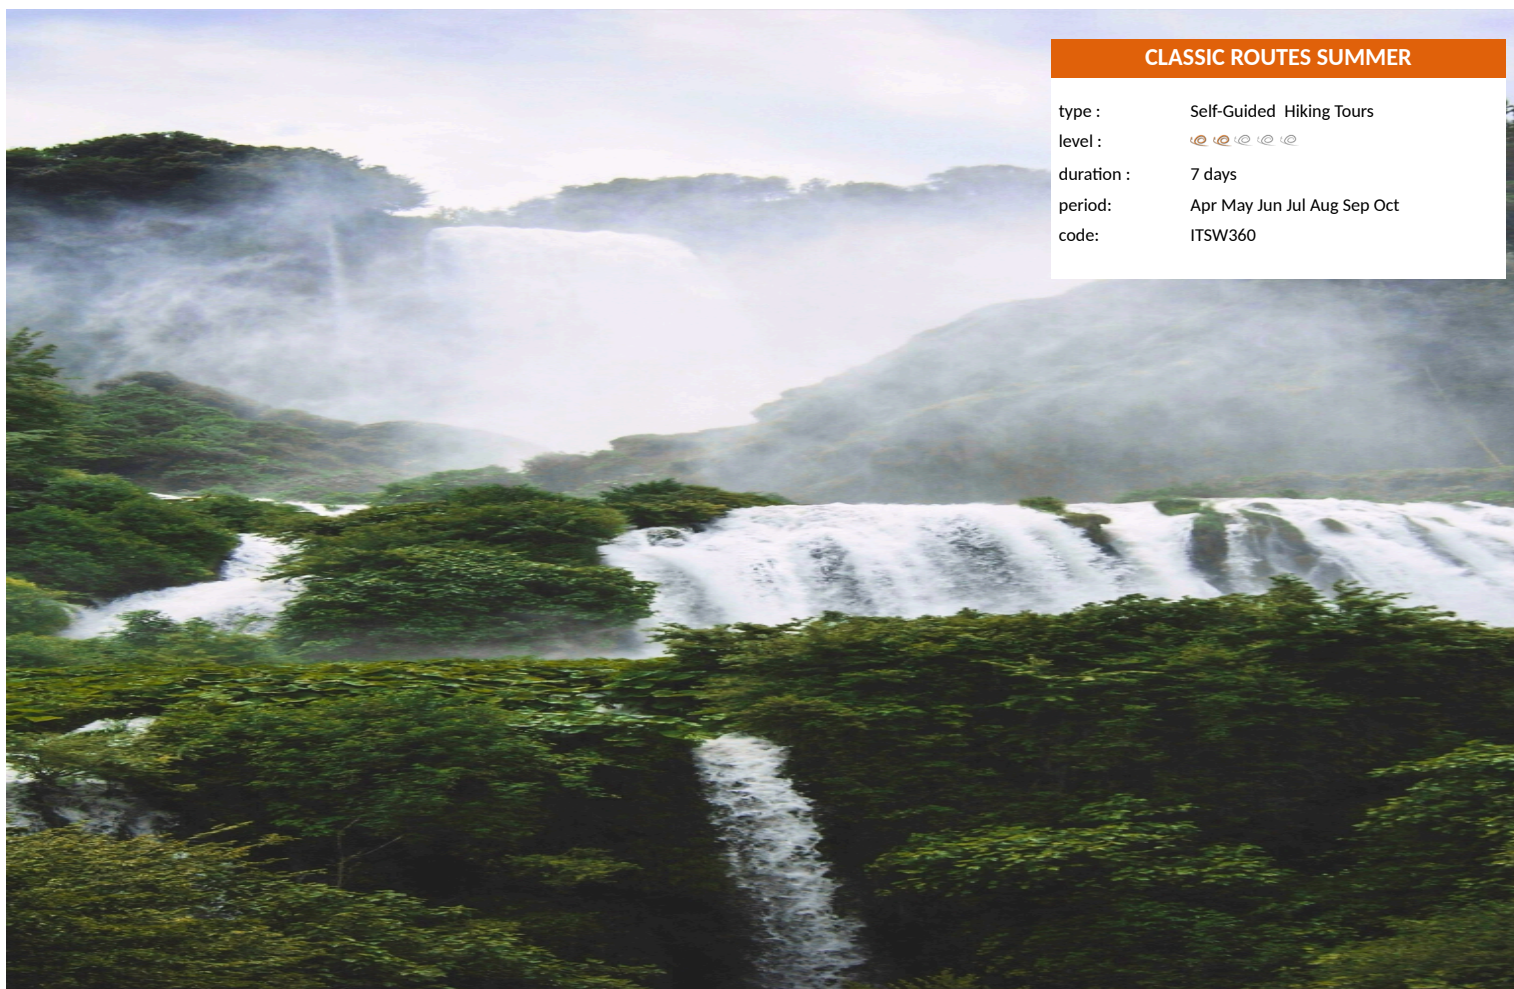 CLASSIC ROUTES SUMMER
type : Self-Guided Hiking Tours
level :
duration : 7 days
period: Apr May Jun Jul Aug Sep Oct
code: ITSW360